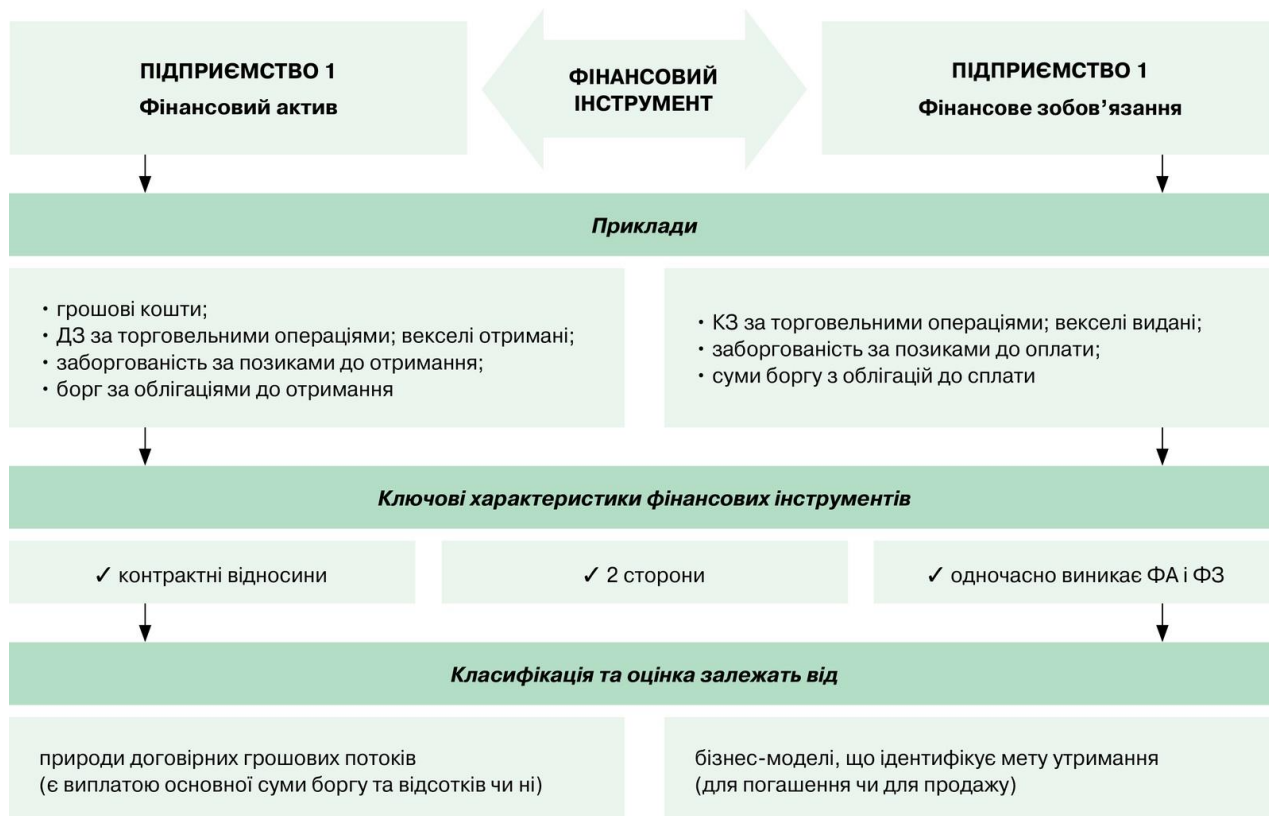 ПІДПРИЄМСТВО 1
Фінансовий актив
ФІНАНСОВИЙ
ІНСТРУМЕНТ
ПІДПРИЄМСТВО 1
Фінансове зобов’язання
Приклади
• грошові кошти;
• ДЗ за торговельними операціями; векселі отримані;
• заборгованість за позиками до отримання;
• борг за облігаціями до отримання
• КЗ за торговельними операціями; векселі видані;
• заборгованість за позиками до оплати;
• суми боргу з облігацій до сплати
Ключові характеристики фінансових інструментів
✓ контрактні відносини
✓ 2 сторони
✓ одночасно виникає ФА і ФЗ
Класифікація та оцінка залежать від
природи договірних грошових потоків
(є виплатою основної суми боргу та відсотків чи ні)
бізнес-моделі, що ідентифікує мету утримання
(для погашення чи для продажу)